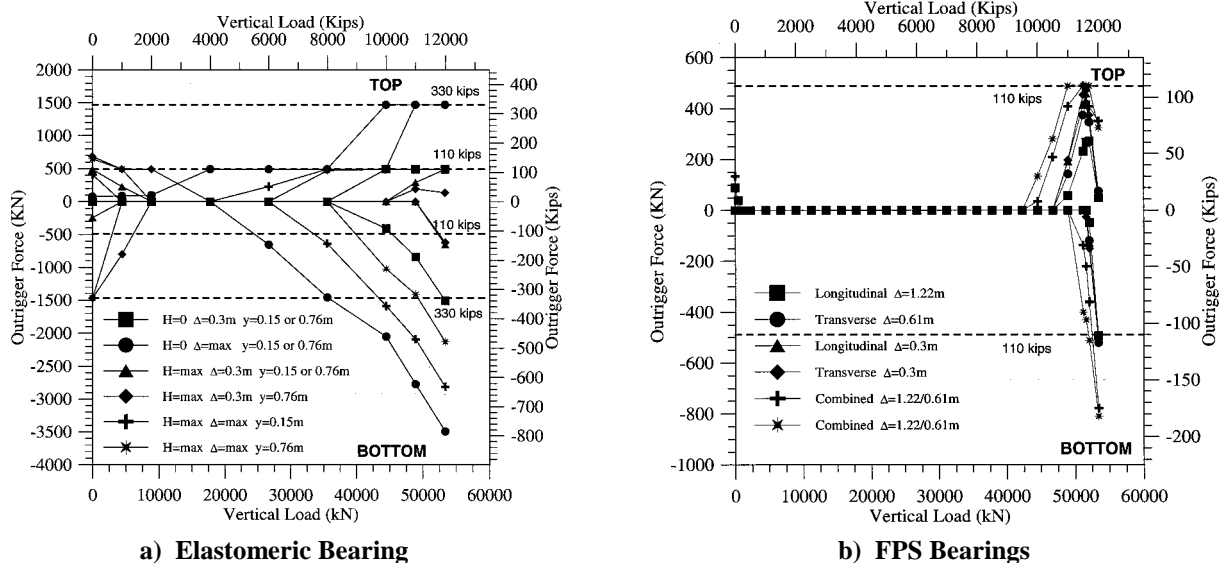 Vertical Load (Kips)
0 2000 4000 6000 8000 10000 12000
2000
1500
1000
500
0
-500
-1000
-1500
-2000
-2500
-3000
-3500
-4000
Outrigger Force (KN)
TOP
330 kips
110 kips
110 kips
330 kips
H=0 Δ=0.3m y=0.15 or 0.76m
H=0 Δ=max y=0.15 or 0.76m
H=max Δ=0.3m y=0.15 or 0.76m
H=max Δ=0.3m y=0.76m
H=max Δ=max y=0.15m
H=max Δ=max y=0.76m
BOTTOM
400
300
200
100
0
-100
-200
-300
-400
-500
-600
-700
-800
Outrigger Force (Kips)
0 10000 20000 30000 40000 50000 60000
Vertical Load (kN)
a) Elastomeric Bearing
Vertical Load (Kips)
0 2000 4000 6000 8000 10000 12000
600
400
200
0
-200
-400
-600
-800
-1000
Outrigger Force (KN)
TOP
110 kips
110 kips
Longitudinal Δ=1.22m
Transverse Δ=0.61m
Longitudinal Δ=0.3m
Transverse Δ=0.3m
Combined Δ=1.22/0.61m
Combined Δ=1.22/0.61m
BOTTOM
100
50
0
-50
-100
-150
-200
Outrigger Force (Kips)
0 10000 20000 30000 40000 50000 60000
Vertical Load (kN)
b) FPS Bearings